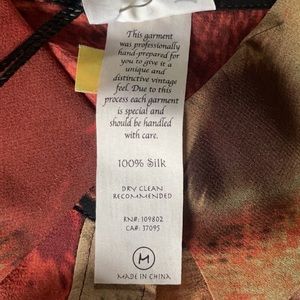 This garment
was professionally
hand-prepared for
you to give it a
unique and
distinctive vintage
feel. Due to this
process each garment
is special and
should be handled
with care.
100% Silk
DRY CLEAN
RECOMMENDED
RN#: 109802
CA#: 37095
M
MADE IN CHINA